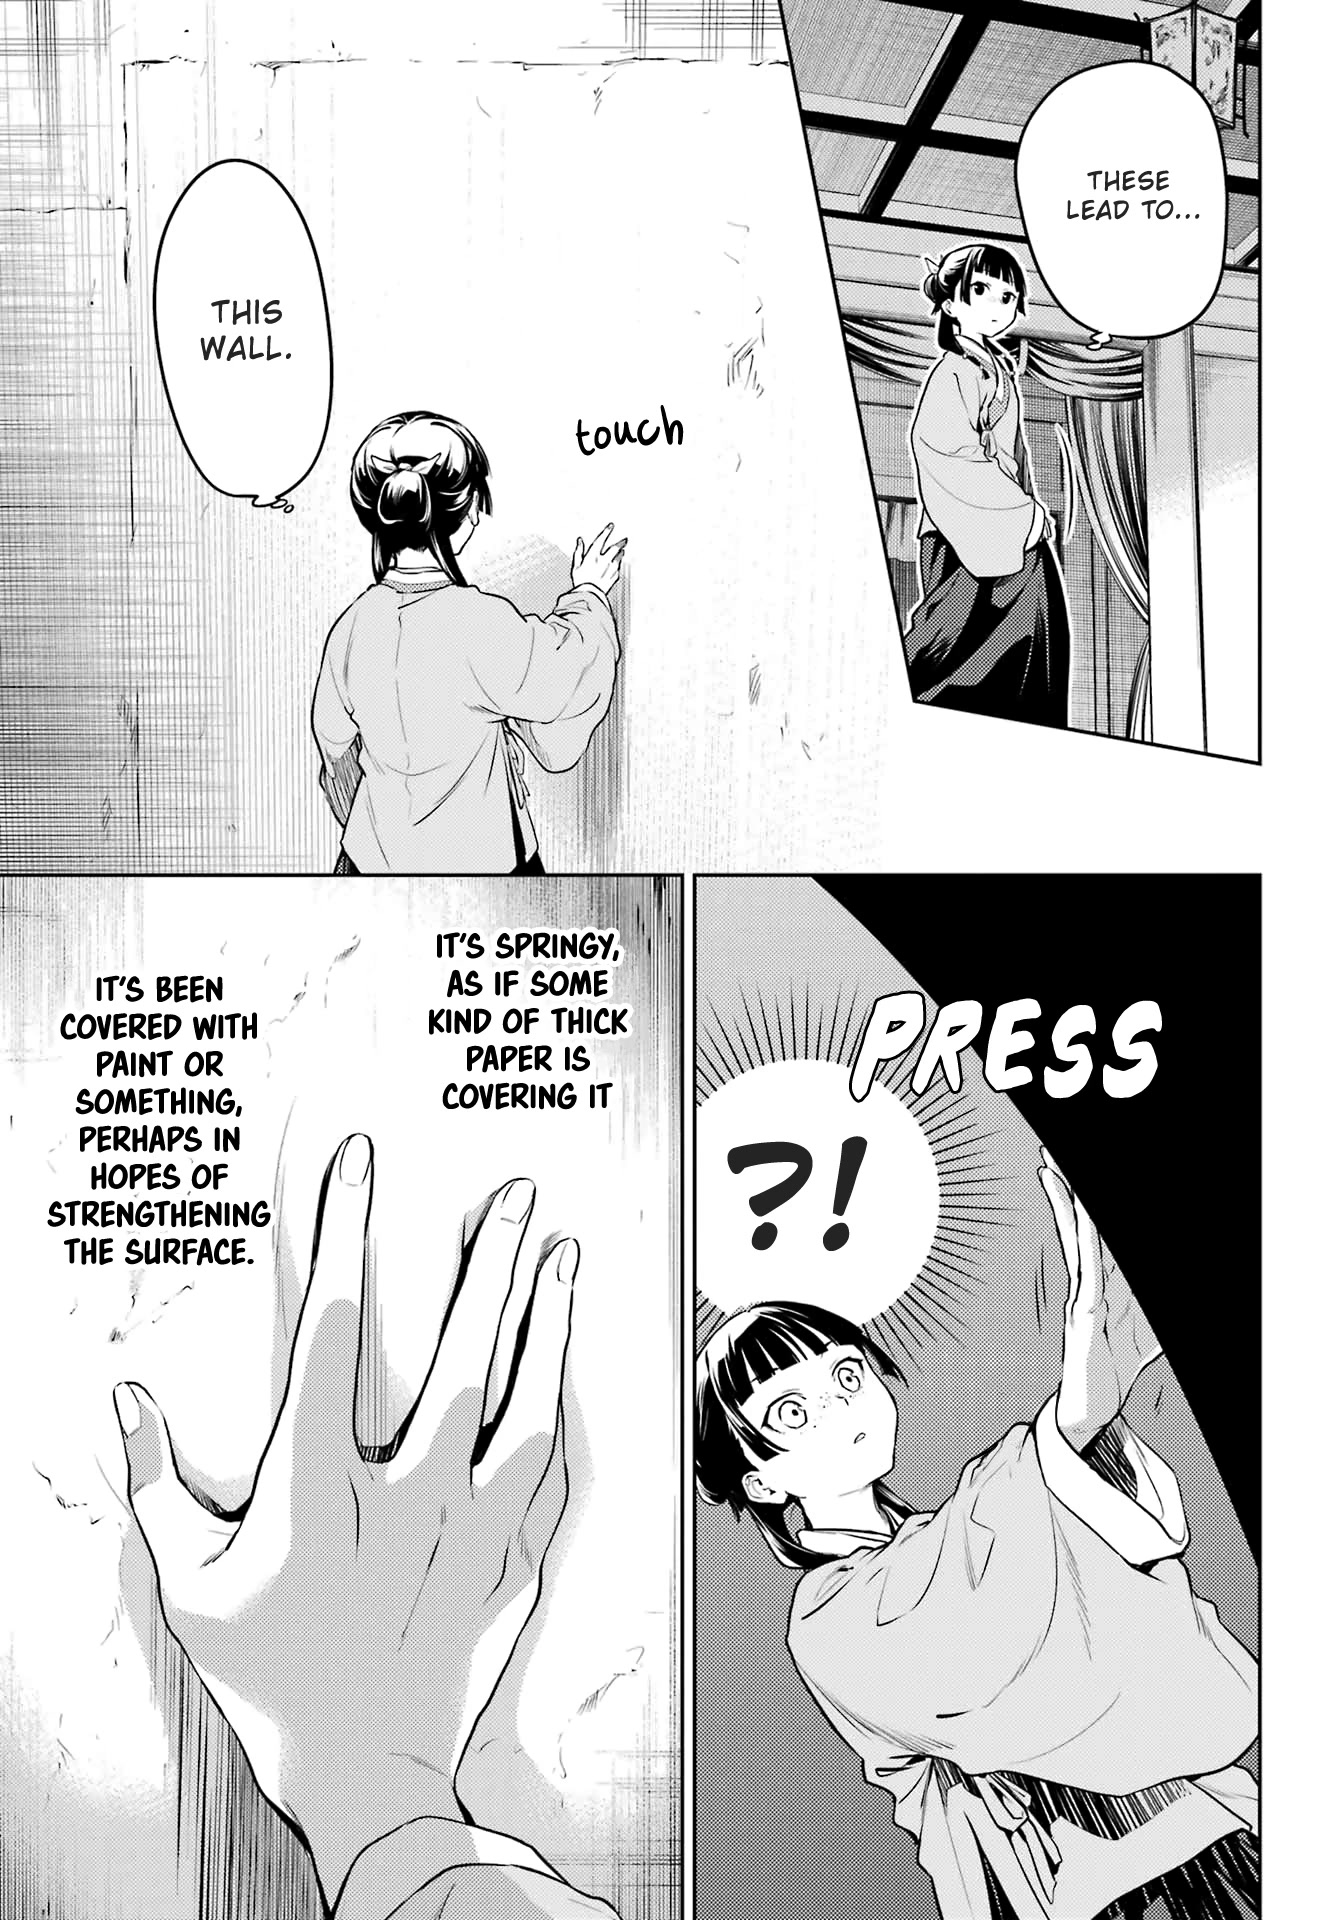 THESE
LEAD TO...
THIS
WALL.
touch
PRESS
?!
IT'S SPRINGY,
AS IF SOME
KIND OF THICK
PAPER IS
COVERING IT
IT'S BEEN
COVERED WITH
PAINT OR
SOMETHING,
PERHAPS IN
HOPES OF
STRENGTHENING
THE SURFACE.